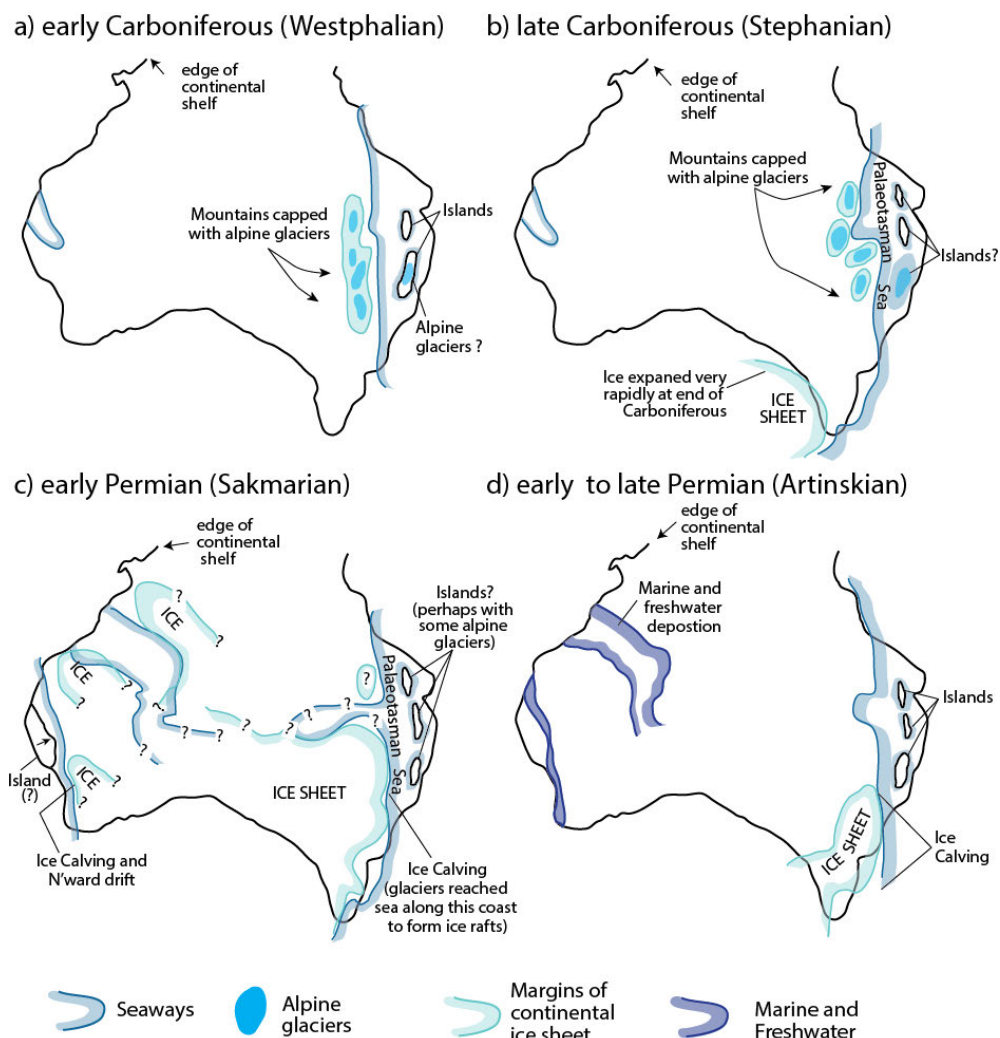 a) early Carboniferous (Westphalian)
edge of
continental
shelf
Mountains capped
with alpine glaciers
Islands
Alpine
glaciers ?
b) late Carboniferous (Stephanian)
edge of
continental
shelf
Mountains capped
with alpine glaciers
Palaeotasman
Sea
Islands?
Ice expaned very
rapidly at end of
Carboniferous
ICE
SHEET
c) early Permian (Sakmarian)
edge of
continental
shelf
Islands?
(perhaps with
some alpine
glaciers)
?
ICE
?
ICE
?
?
?
?
?
?
?
?
?
?
?
?
?
Palaeotasman
Sea
Island
(?)
ICE
?
?
ICE SHEET
Ice Calving and
N'ward drift
Ice Calving
(glaciers reached
sea along this coast
to form ice rafts)
d) early to late Permian (Artinskian)
edge of
continental
shelf
Marine and
freshwater
depostion
Islands
ICE SHEET
Ice
Calving
Seaways
Alpine
glaciers
Margins of
continental
ice sheet
Marine and
Freshwater